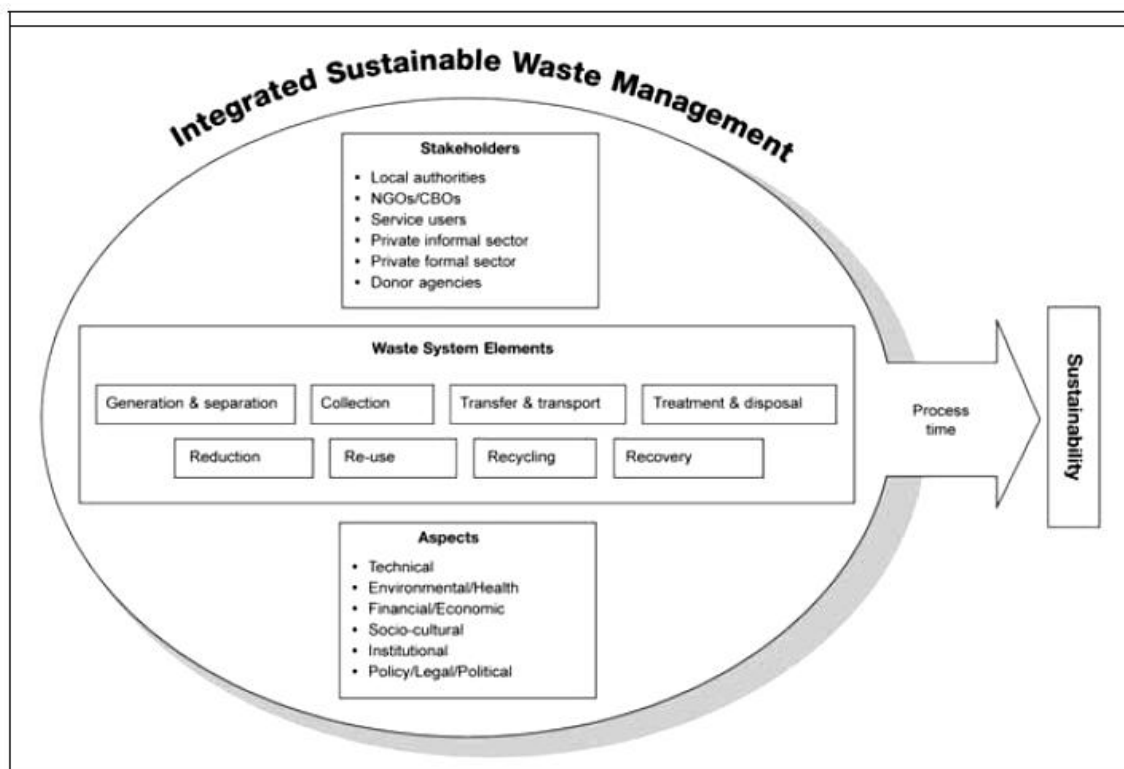 Integrated Sustainable Waste Management
Stakeholders
• Local authorities
• NGOs/CBOs
• Service users
• Private informal sector
• Private formal sector
• Donor agencies
Waste System Elements
Generation & separation
Collection
Transfer & transport
Treatment & disposal
Reduction
Re-use
Recycling
Recovery
Aspects
• Technical
• Environmental/Health
• Financial/Economic
• Socio-cultural
• Institutional
• Policy/Legal/Political
Process
time
Sustainability